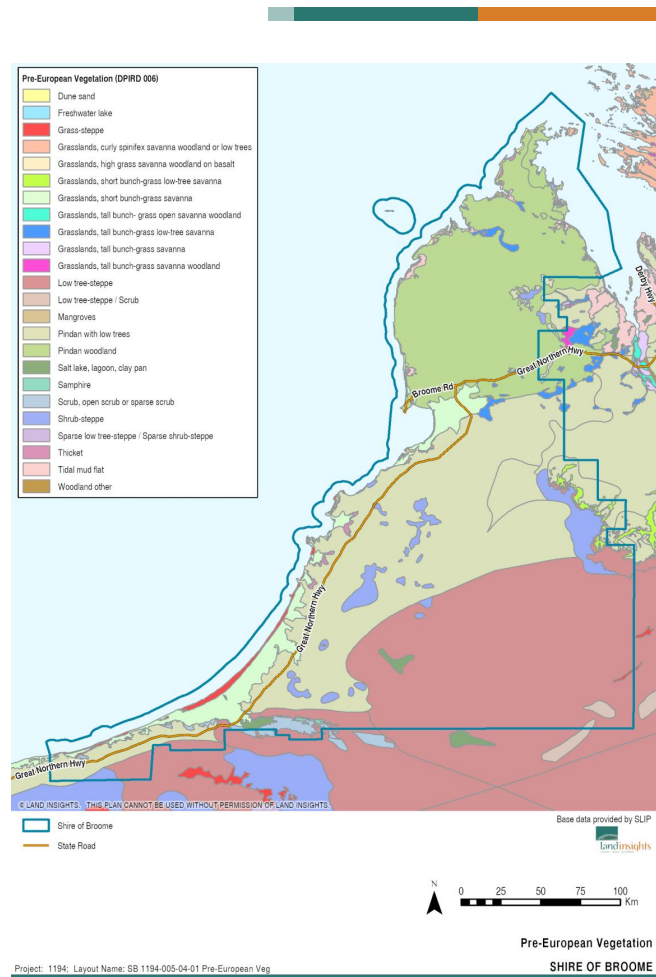 Pre-European Vegetation (DPIRD 006)
Dune sand
Freshwater lake
Grass-steppe
Grasslands, curly spinifex savanna woodland or low trees
Grasslands, high grass savanna woodland on basalt
Grasslands, short bunch-grass low-tree savanna
Grasslands, short bunch-grass savanna
Grasslands, tall bunch- grass open savanna woodland
Grasslands, tall bunch-grass low-tree savanna
Grasslands, tall bunch-grass savanna
Grasslands, tall bunch-grass savanna woodland
Low tree-steppe
Low tree-steppe / Scrub
Mangroves
Pindan with low trees
Pindan woodland
Salt lake, lagoon, clay pan
Samphire
Scrub, open scrub or sparse scrub
Shrub-steppe
Sparse low tree-steppe / Sparse shrub-steppe
Thicket
Tidal mud flat
Woodland other
Derby Hwy
Great Northern Hwy
Broome Rd
Great Northern Hwy
Great Northern Hwy
© LAND INSIGHTS. THIS PLAN CANNOT BE USED WITHOUT PERMISSION OF LAND INSIGHTS.
Shire of Broome
State Road
Base data provided by SLIP
landinsights
N
0 25 50 75 100
Km
Pre-European Vegetation
Project: 1194; Layout Name: SB 1194-005-04-01 Pre-European Veg
SHIRE OF BROOME